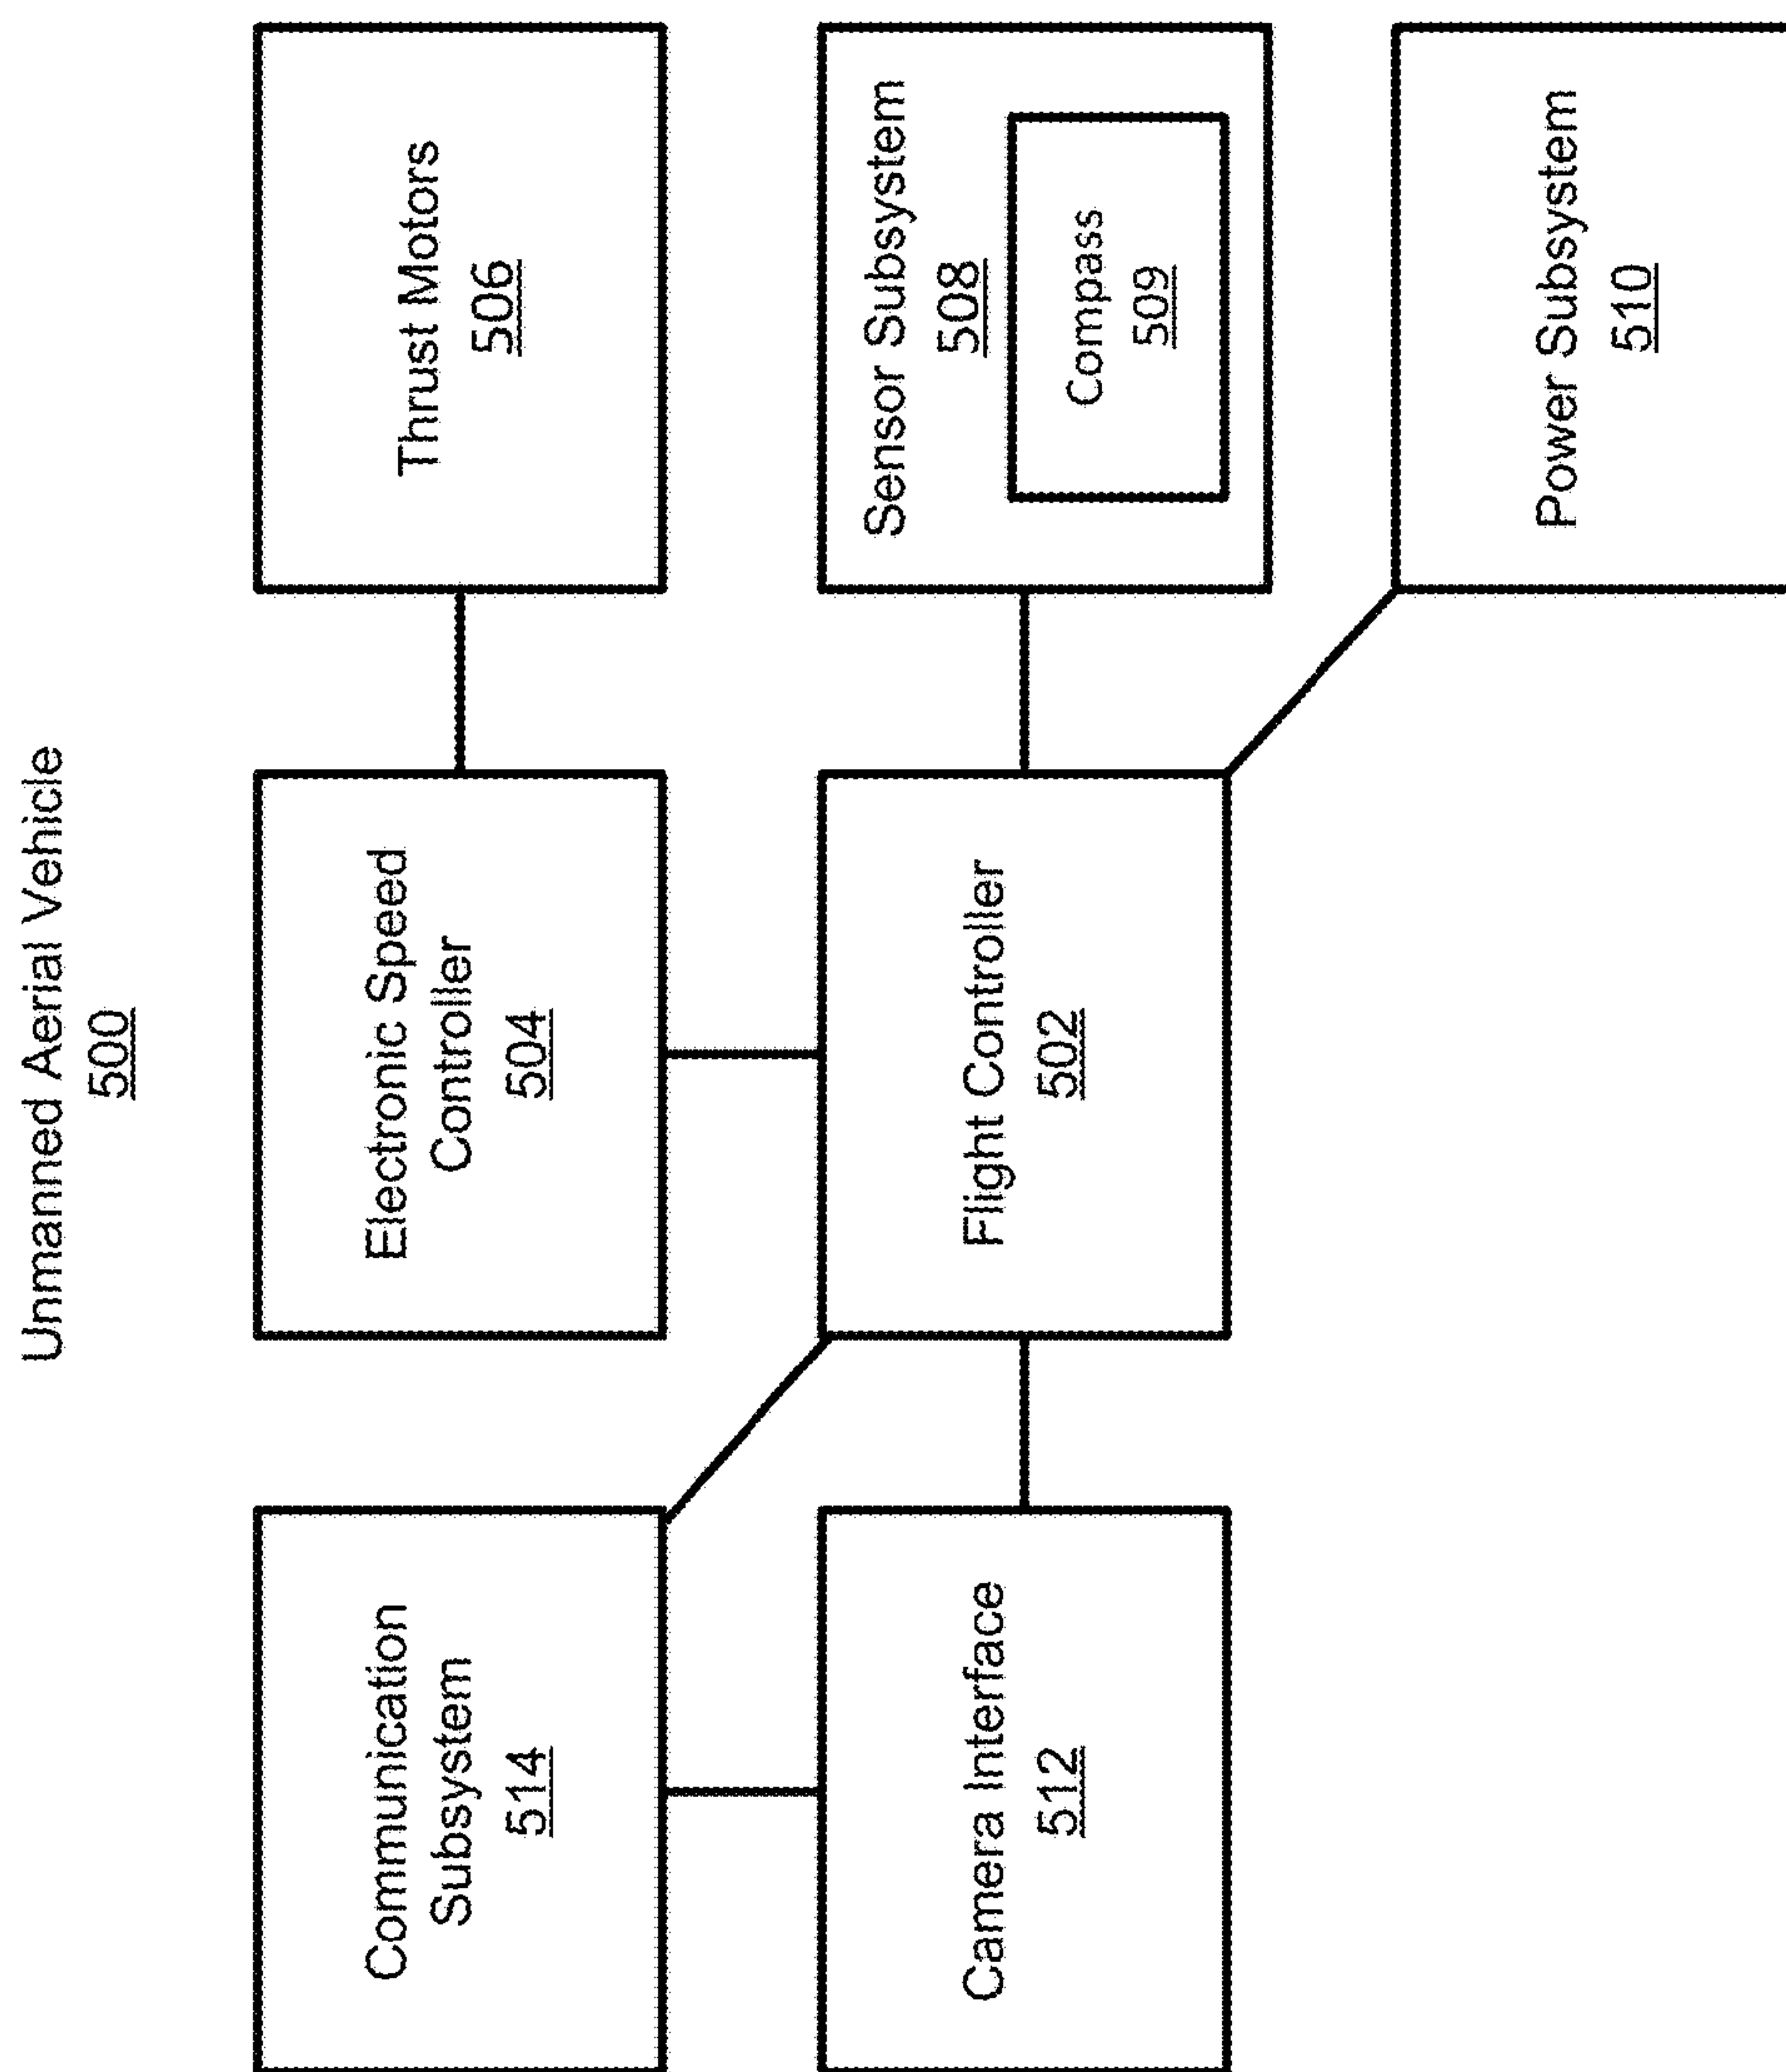 Unmanned Aerial Vehicle
500
Communication
Subsystem
514
Electronic Speed
Controller
504
Thrust Motors
506
Camera Interface
512
Flight Controller
502
Sensor Subsystem
508
Compass
509
Power Subsystem
510